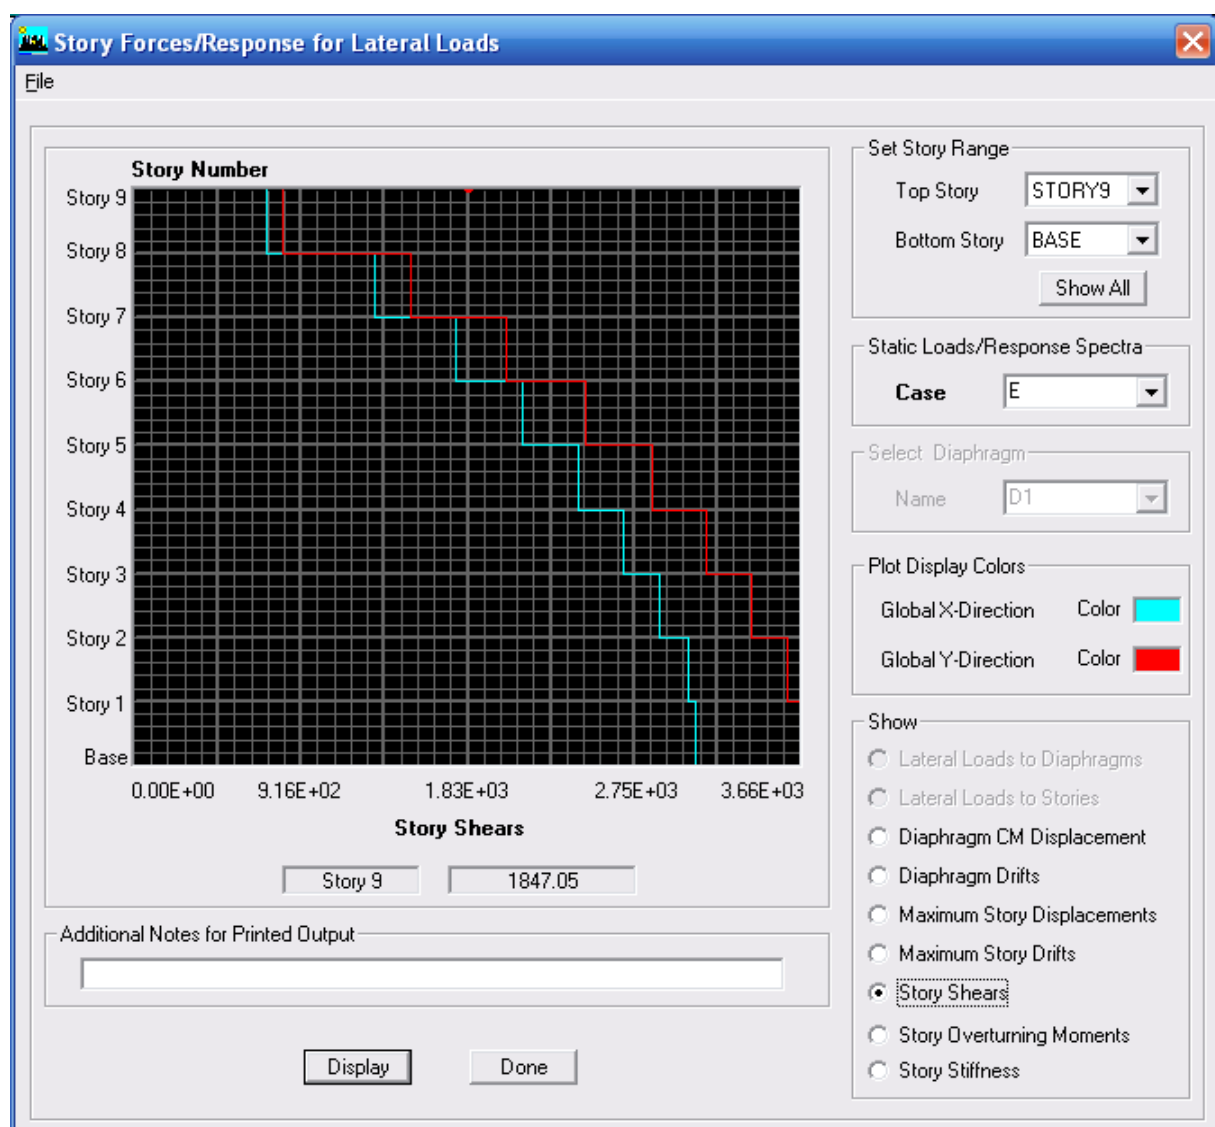 Story Forces/Response for Lateral Loads
File
Story Number
Story 9
Story 8
Story 7
Story 6
Story 5
Story 4
Story 3
Story 2
Story 1
Base
0.00E+00 9.16E+02 1.83E+03 2.75E+03 3.66E+03
Story Shears
Story 9 1847.05
Additional Notes for Printed Output
Display Done
Set Story Range
Top Story STORY9
Bottom Story BASE
Show All
Static Loads/Response Spectra
Case E
Select Diaphragm
Name D1
Plot Display Colors
Global X-Direction Color
Global Y-Direction Color
Show
Lateral Loads to Diaphragms
Lateral Loads to Stories
Diaphragm CM Displacement
Diaphragm Drifts
Maximum Story Displacements
Maximum Story Drifts
Story Shears
Story Overturning Moments
Story Stiffness